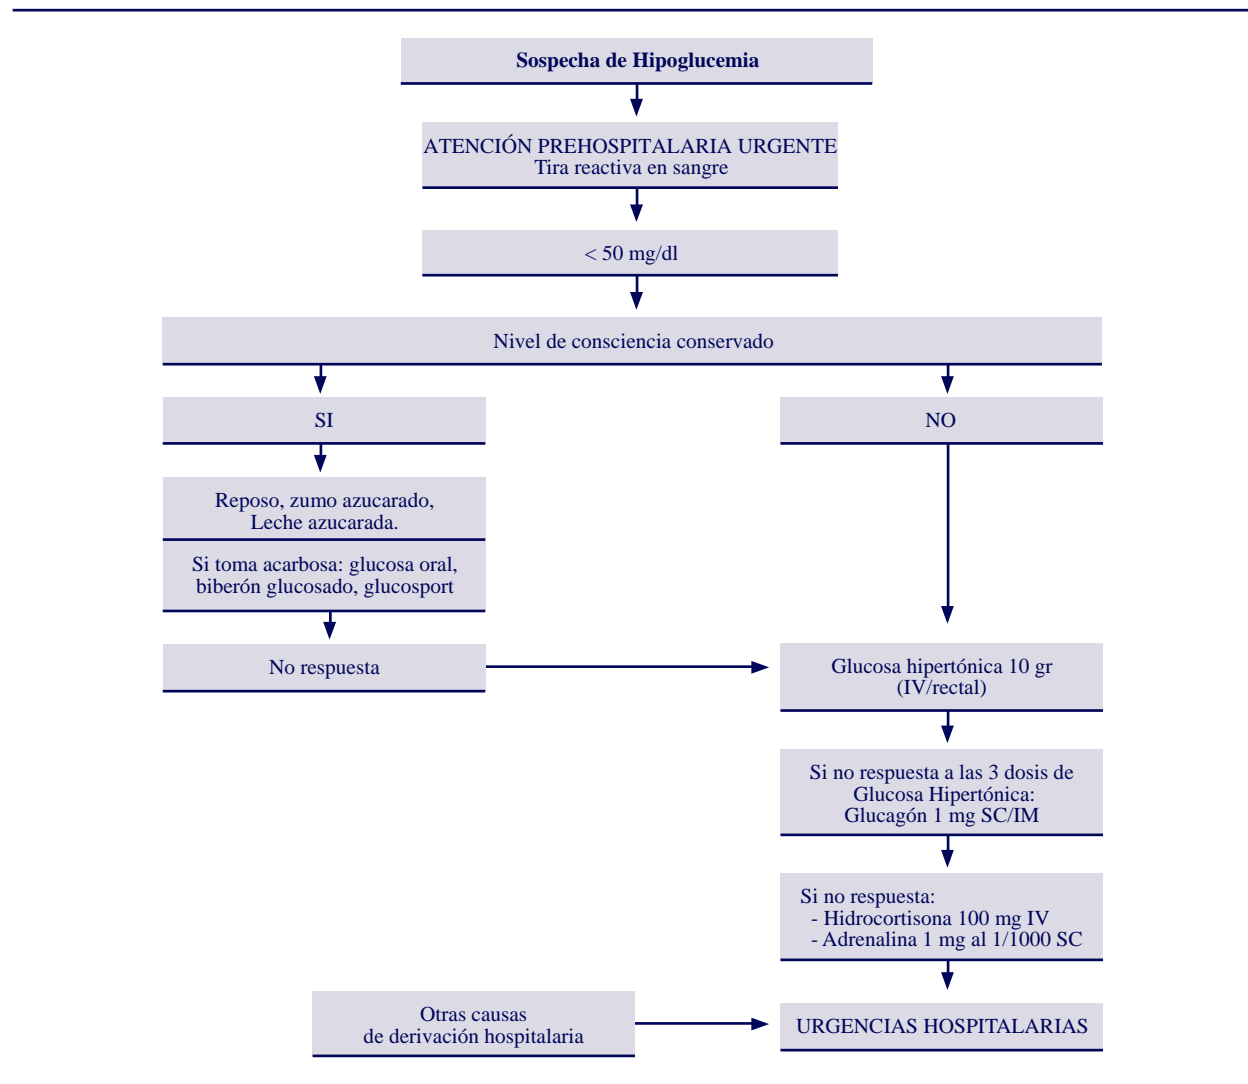 Sospecha de Hipoglucemia
ATENCIÓN PREHOSPITALARIA URGENTE
Tira reactiva en sangre
< 50 mg/dl
Nivel de consciencia conservado
SI
NO
Reposo, zumo azucarado,
Leche azucarada.
Si toma acarbosa: glucosa oral,
biberón glucosado, glucosport
No respuesta
Glucosa hipertónica 10 gr
(IV/rectal)
Si no respuesta a las 3 dosis de
Glucosa Hipertónica:
Glucagón 1 mg SC/IM
Si no respuesta:
- Hidrocortisona 100 mg IV
- Adrenalina 1 mg al 1/1000 SC
Otras causas
de derivación hospitalaria
URGENCIAS HOSPITALARIAS